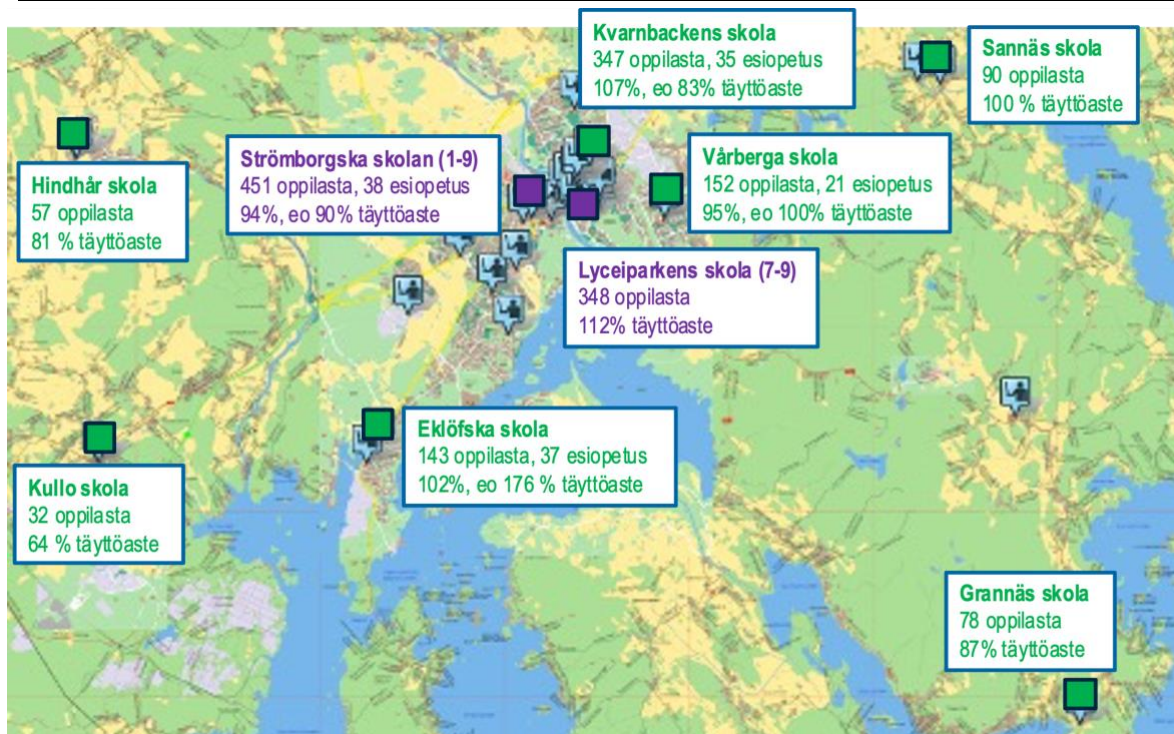 Kvarnbackens skola
347 oppilasta, 35 esiopetus
107%, eo 83% täyttöaste
Sannäs skola
90 oppilasta
100 % täyttöaste
Strömborgska skolan (1-9)
451 oppilasta, 38 esiopetus
94%, eo 90% täyttöaste
Vårberga skola
152 oppilasta, 21 esiopetus
95%, eo 100% täyttöaste
Hindhår skola
57 oppilasta
81 % täyttöaste
Lyceiparkens skola (7-9)
348 oppilasta
112% täyttöaste
Eklöfska skola
143 oppilasta, 37 esiopetus
102%, eo 176 % täyttöaste
Kullo skola
32 oppilasta
64 % täyttöaste
Grannäs skola
78 oppilasta
87% täyttöaste